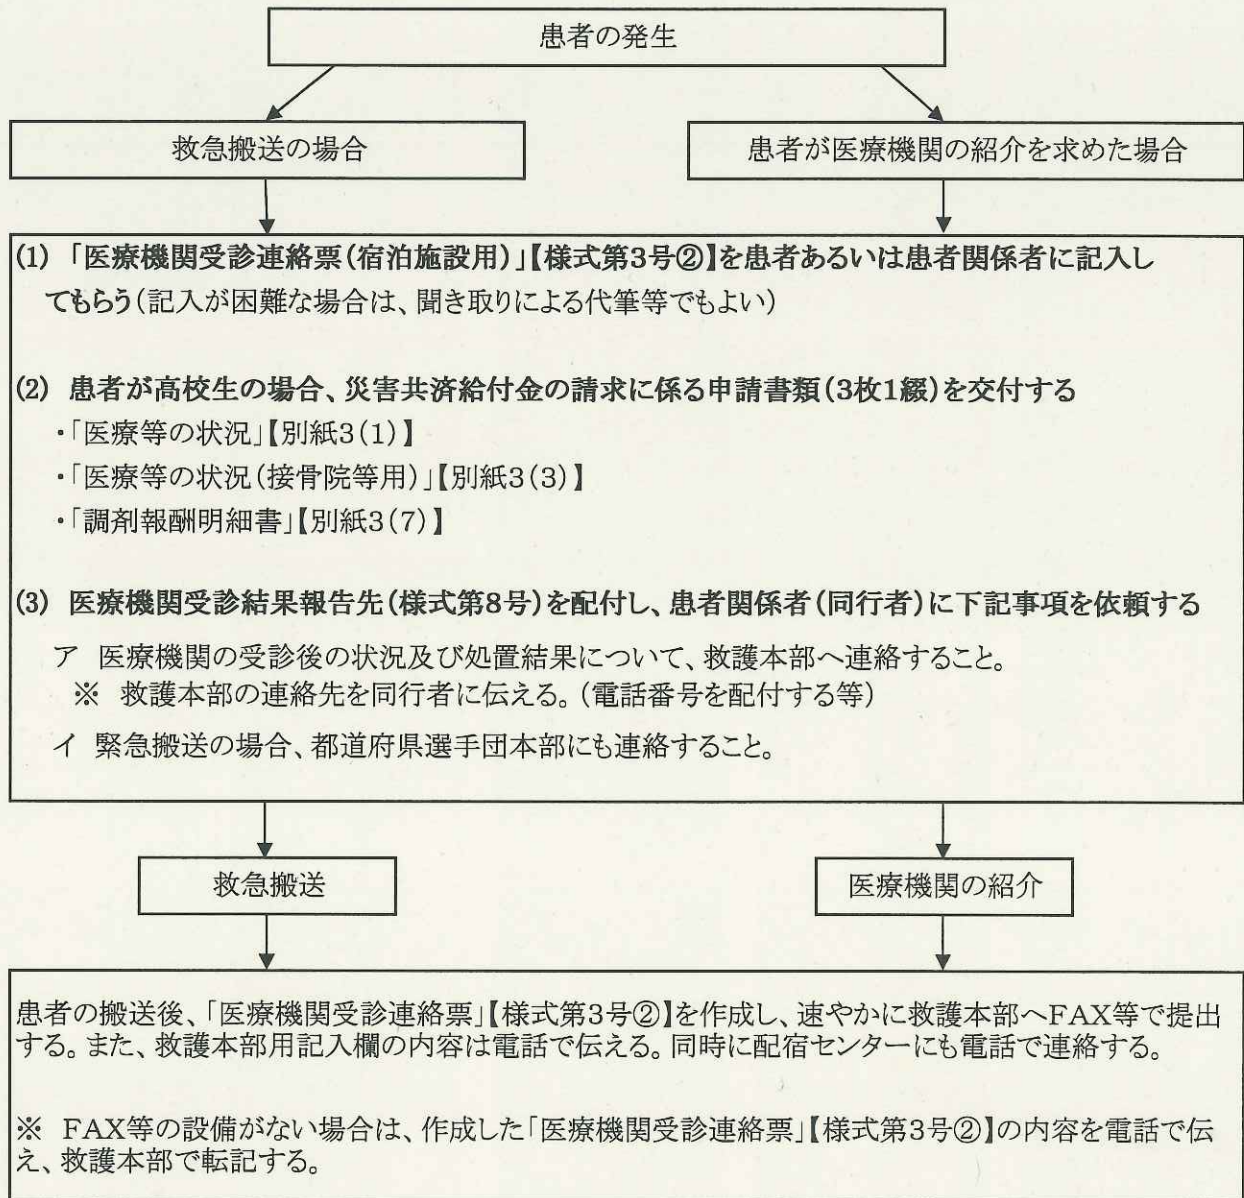 患者の発生
救急搬送の場合
患者が医療機関の紹介を求めた場合
(1) 「医療機関受診連絡票(宿泊施設用)」【様式第3号②】を患者あるいは患者関係者に記入し
てもらう(記入が困難な場合は、聞き取りによる代筆等でもよい)
(2) 患者が高校生の場合、災害共済給付金の請求に係る申請書類(3枚1綴)を交付する
・「医療等の状況」【別紙3(1)】
・「医療等の状況(接骨院等用)」【別紙3(3)】
・「調剤報酬明細書」【別紙3(7)】
(3) 医療機関受診結果報告先(様式第8号)を配付し、患者関係者(同行者)に下記事項を依頼する
ア 医療機関の受診後の状況及び処置結果について、救護本部へ連絡すること。
※ 救護本部の連絡先を同行者に伝える。(電話番号を配付する等)
イ 緊急搬送の場合、都道府県選手団本部にも連絡すること。
救急搬送
医療機関の紹介
患者の搬送後、「医療機関受診連絡票」【様式第3号②】を作成し、速やかに救護本部へFAX等で提出
する。また、救護本部用記入欄の内容は電話で伝える。同時に配宿センターにも電話で連絡する。
※ FAX等の設備がない場合は、作成した「医療機関受診連絡票」【様式第3号②】の内容を電話で伝
え、救護本部で転記する。